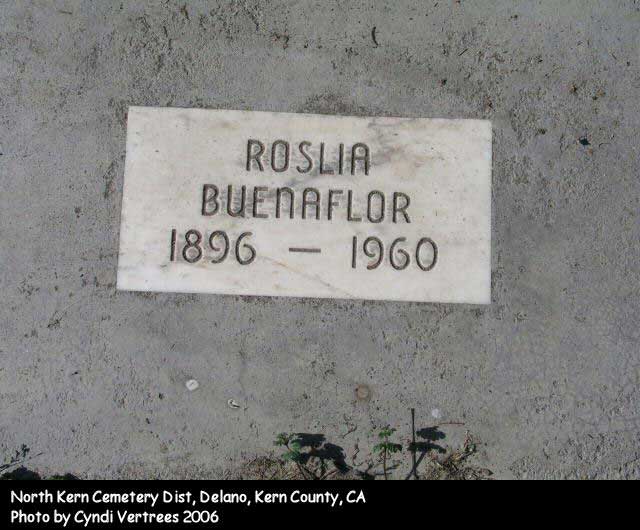 ROSLIA
BUENAFLOR
1896 — 1960
North Kern Cemetery Dist, Delano, Kern County, CA
Photo by Cyndi Vertrees 2006